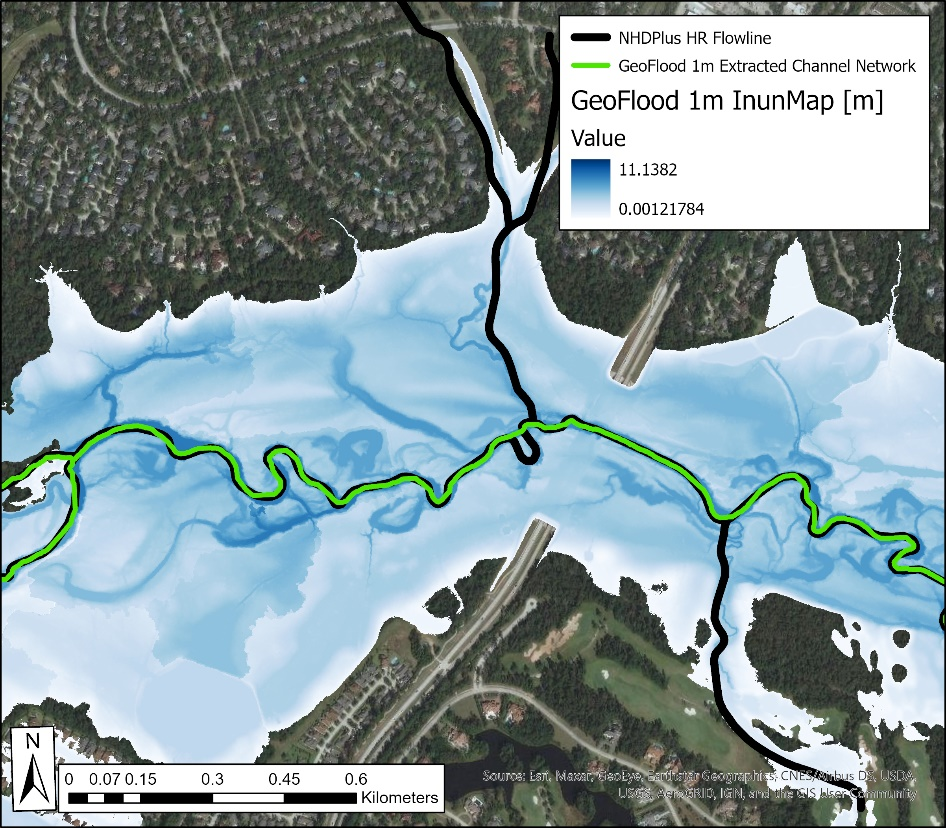 NHDPlus HR Flowline
GeoFlood 1m Extracted Channel Network
GeoFlood 1m InunMap [m]
Value
11.1382
0.00121784
N
0 0.07 0.15 0.3 0.45 0.6
Kilometers
Source: Esri, Maxar, GeoEye, Earthstar Geographics, CNES/Airbus DS, USDA,
USGS, AeroGRID, IGN, and the GIS User Community